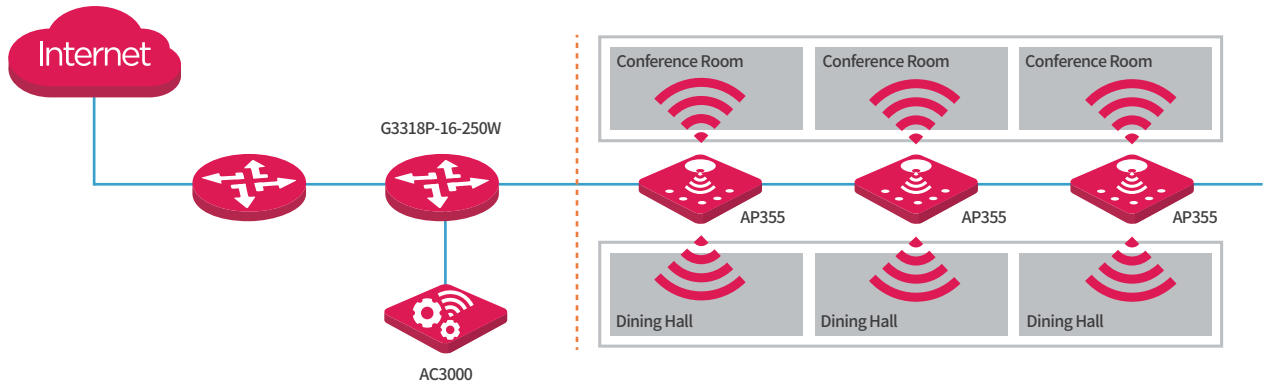 Internet
G3318P-16-250W
AC3000
Conference Room
Conference Room
Conference Room
AP355
AP355
AP355
Dining Hall
Dining Hall
Dining Hall